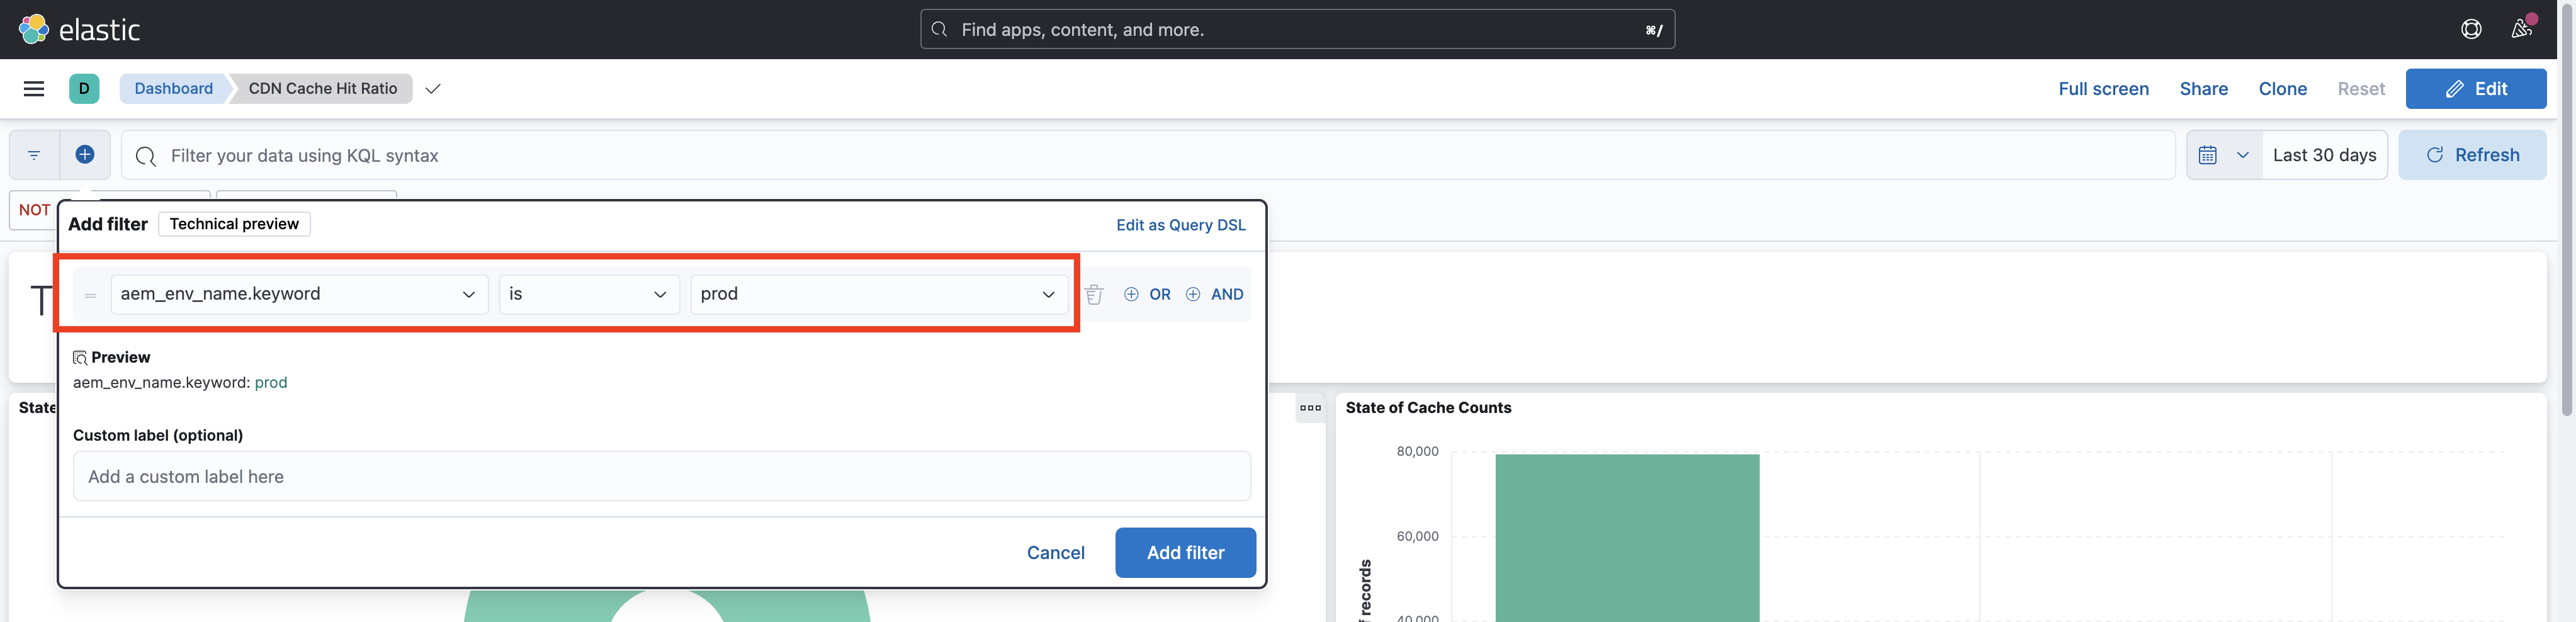 elastic
Find apps, content, and more.
⌘/
D
Dashboard
CDN Cache Hit Ratio
Full screen
Share
Clone
Reset
Edit
Filter your data using KQL syntax
Last 30 days
Refresh
NOT
Add filter
Technical preview
Edit as Query DSL
aem_env_name.keyword
is
prod
OR
AND
Preview
aem_env_name.keyword: prod
Custom label (optional)
Add a custom label here
Cancel
Add filter
State of Cache Counts
80,000
60,000
40,000
records